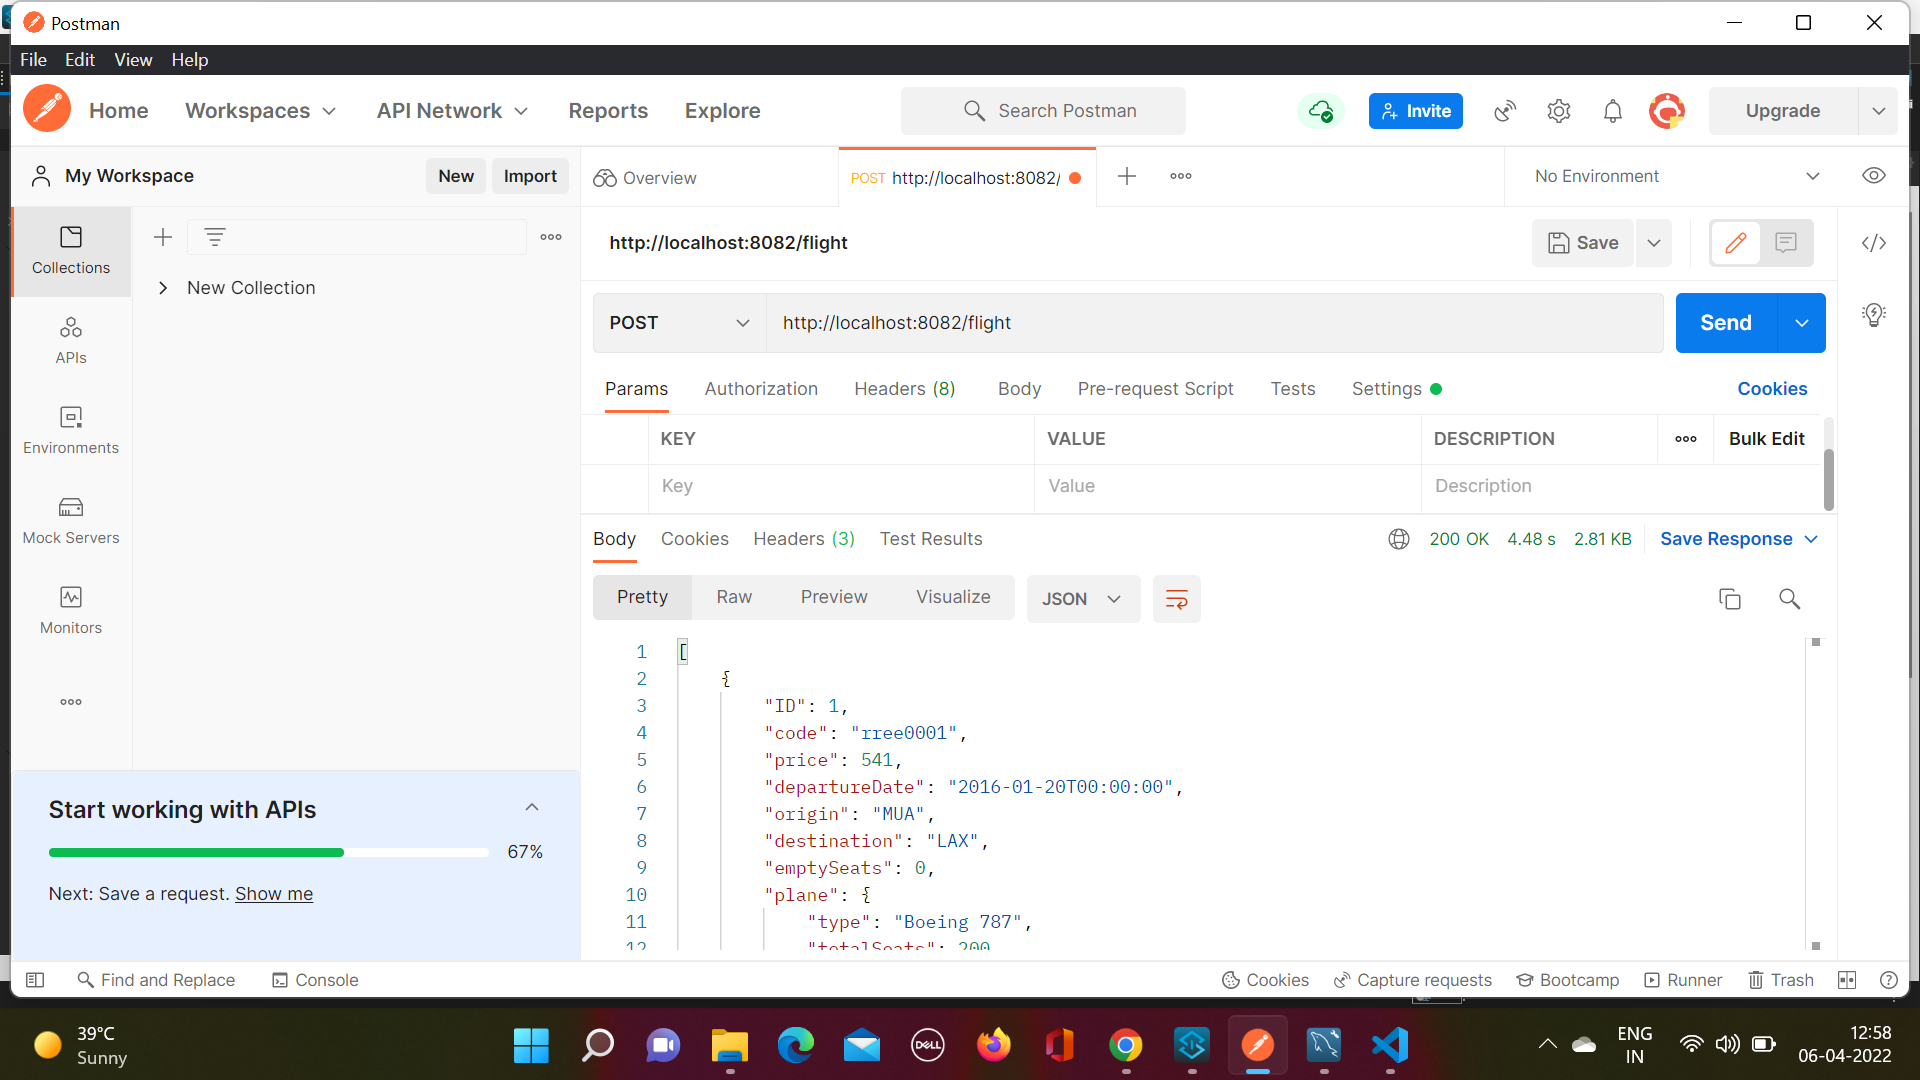 Postman
File Edit View Help
Home Workspaces API Network Reports Explore Search Postman Invite Upgrade
My Workspace New Import Overview POST http://localhost:8082/ No Environment
Collections
APIs
Environments
Mock Servers
Monitors
New Collection
http://localhost:8082/flight Save
POST http://localhost:8082/flight Send
Params Authorization Headers (8) Body Pre-request Script Tests Settings Cookies
KEY VALUE DESCRIPTION Bulk Edit
Key Value Description
Body Cookies Headers (3) Test Results 200 OK 4.48 s 2.81 KB Save Response
Pretty Raw Preview Visualize JSON
1 [
2 {
3 "ID": 1,
4 "code": "rree0001",
5 "price": 541,
6 "departureDate": "2016-01-20T00:00:00",
7 "origin": "MUA",
8 "destination": "LAX",
9 "emptySeats": 0,
10 "plane": {
11 "type": "Boeing 787",
12 "totalSeats": 200
Start working with APIs
67%
Next: Save a request. Show me
Find and Replace Console Cookies Capture requests Bootcamp Runner Trash
39°C
Sunny
DELL
ENG
IN
12:58
06-04-2022